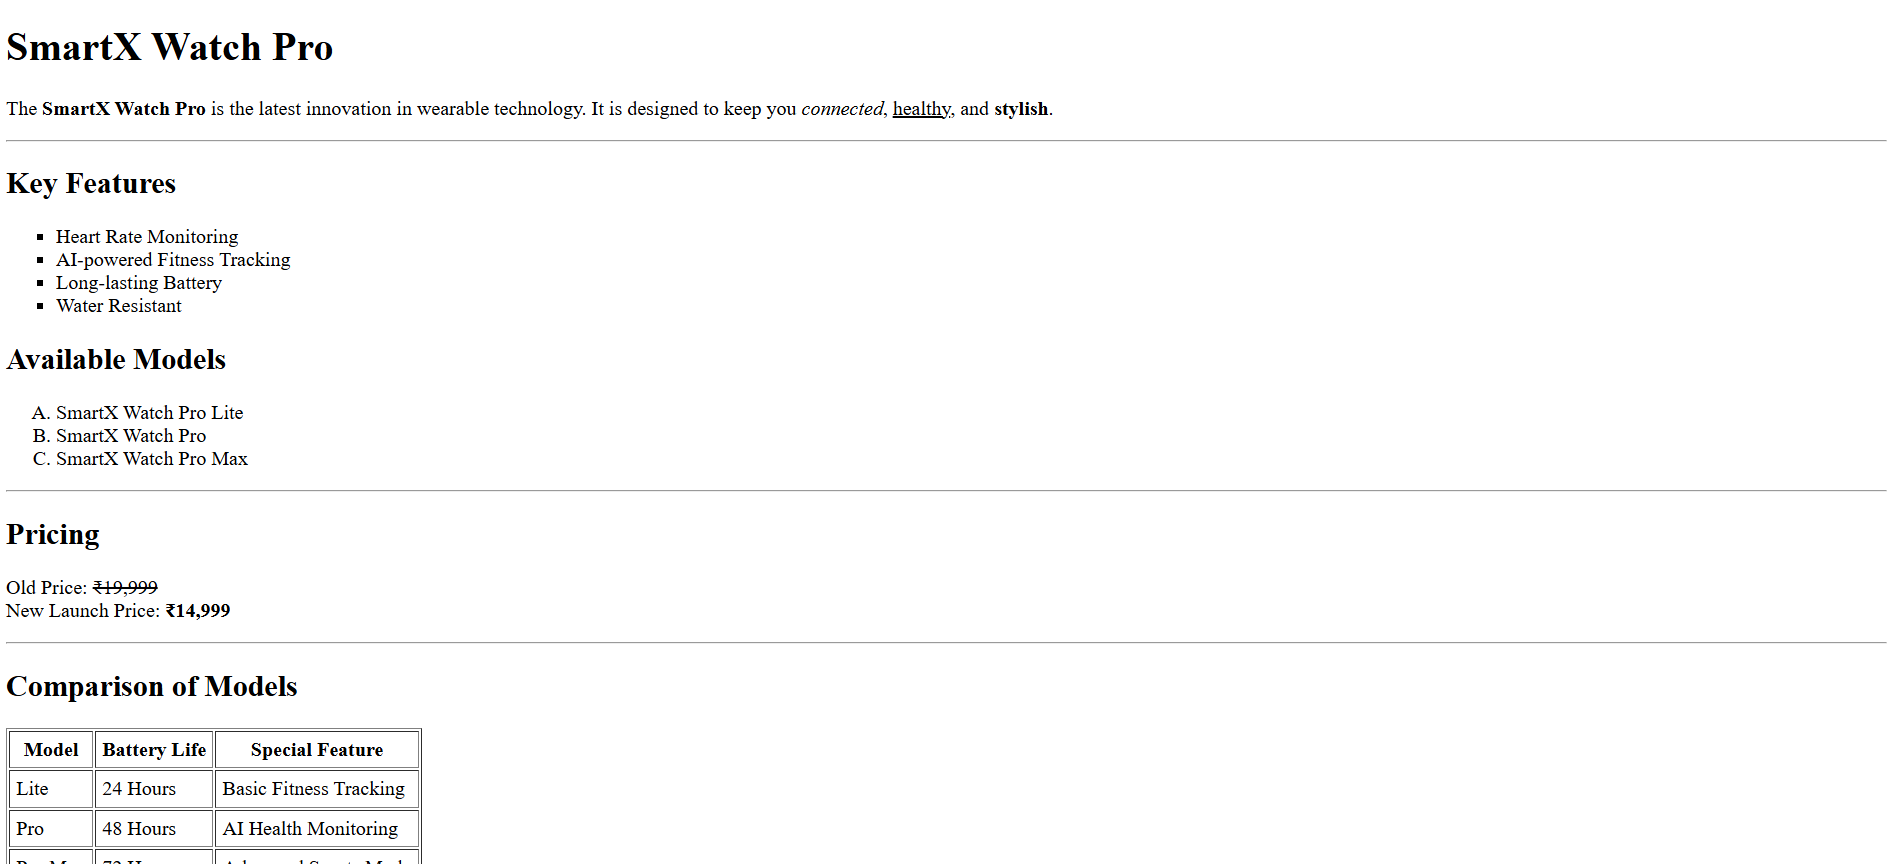 SmartX Watch Pro
The SmartX Watch Pro is the latest innovation in wearable technology. It is designed to keep you connected, healthy, and stylish.
Key Features
Heart Rate Monitoring
AI-powered Fitness Tracking
Long-lasting Battery
Water Resistant
Available Models
A. SmartX Watch Pro Lite
B. SmartX Watch Pro
C. SmartX Watch Pro Max
Pricing
Old Price: ₹19,999
New Launch Price: ₹14,999
Comparison of Models
Model Battery Life Special Feature
Lite 24 Hours Basic Fitness Tracking
Pro 48 Hours AI Health Monitoring